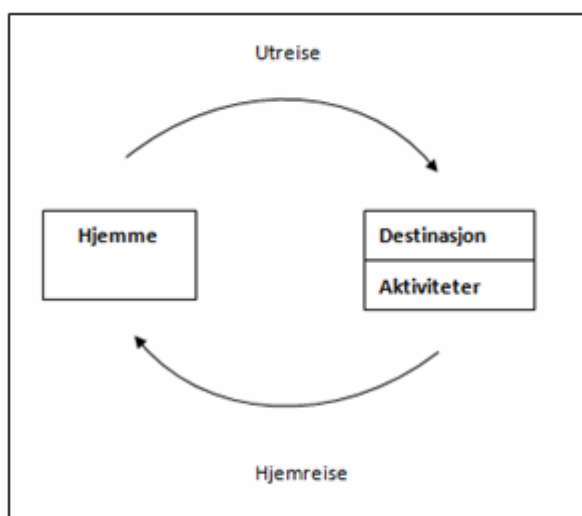 Utreise
Hjemme
Destinasjon
Aktiviteter
Hjemreise